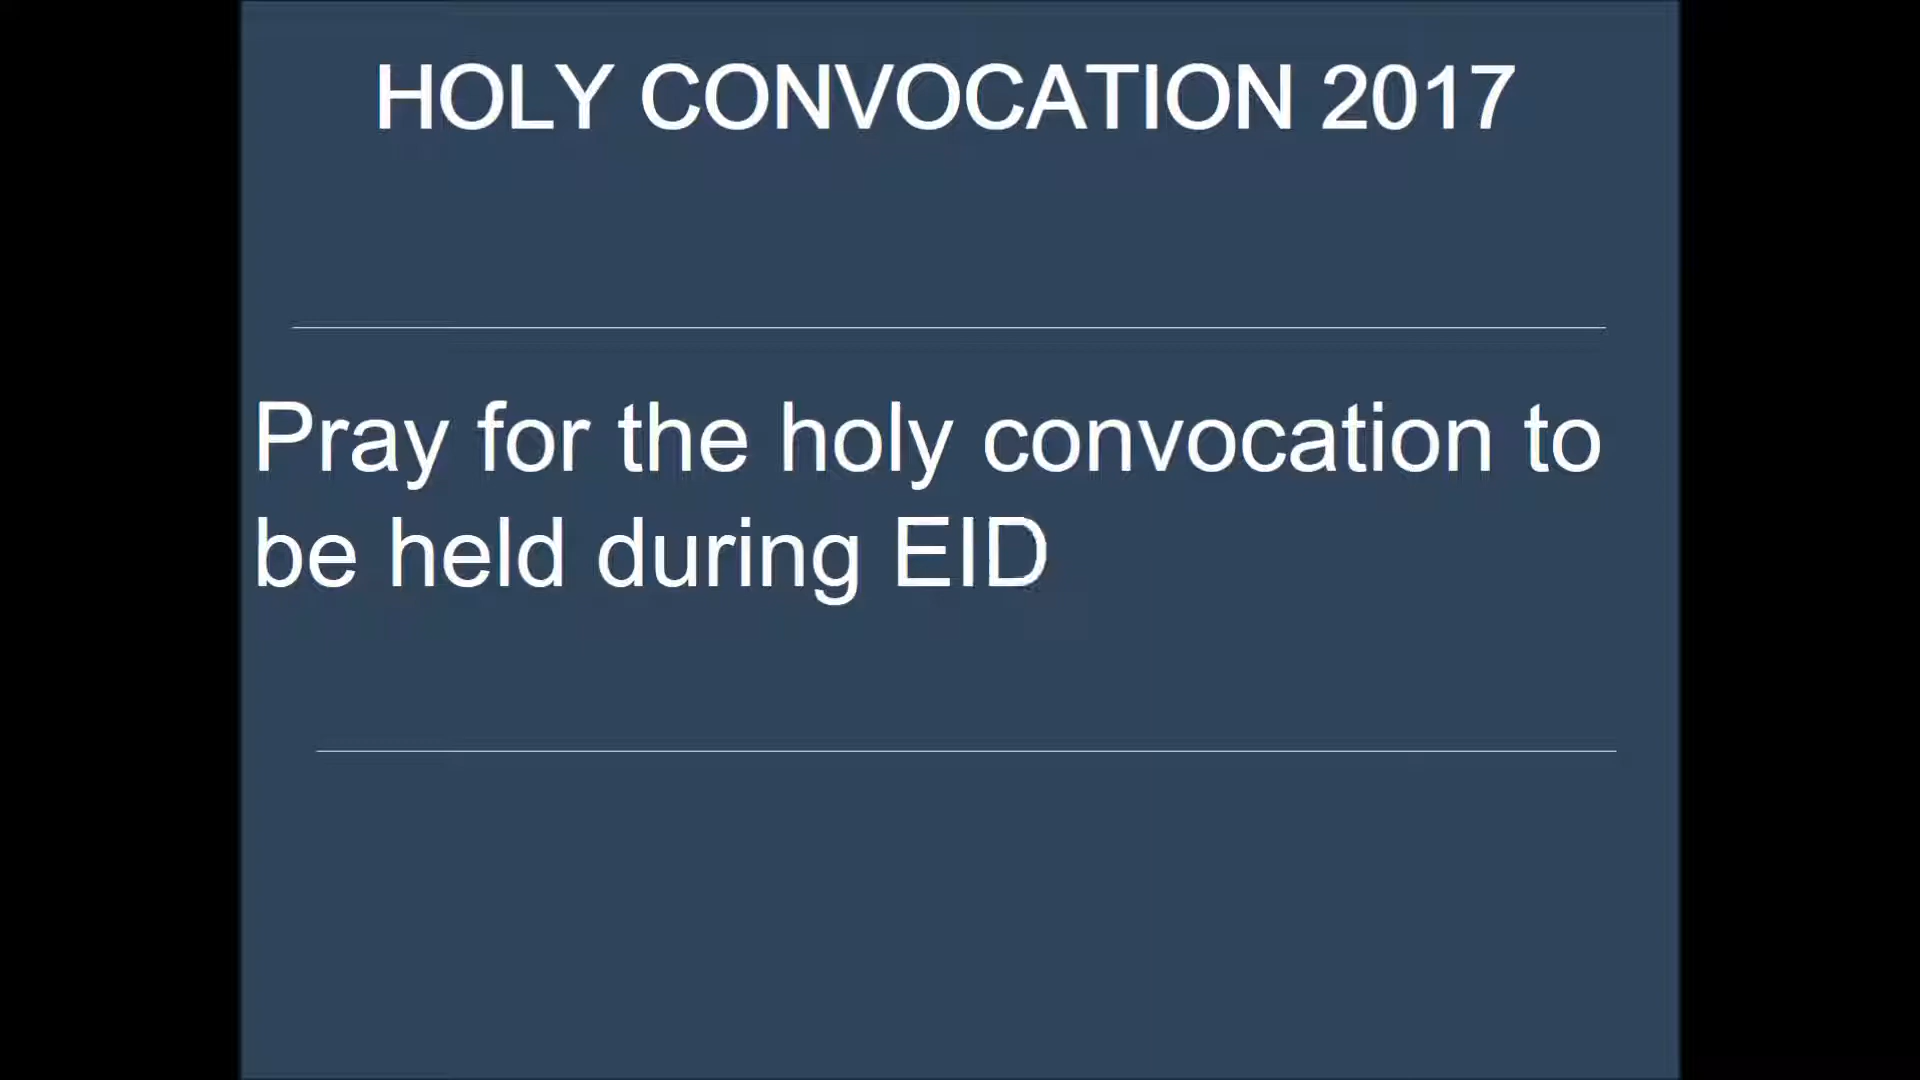 HOLY CONVOCATION 2017
Pray for the holy convocation to
be held during EID